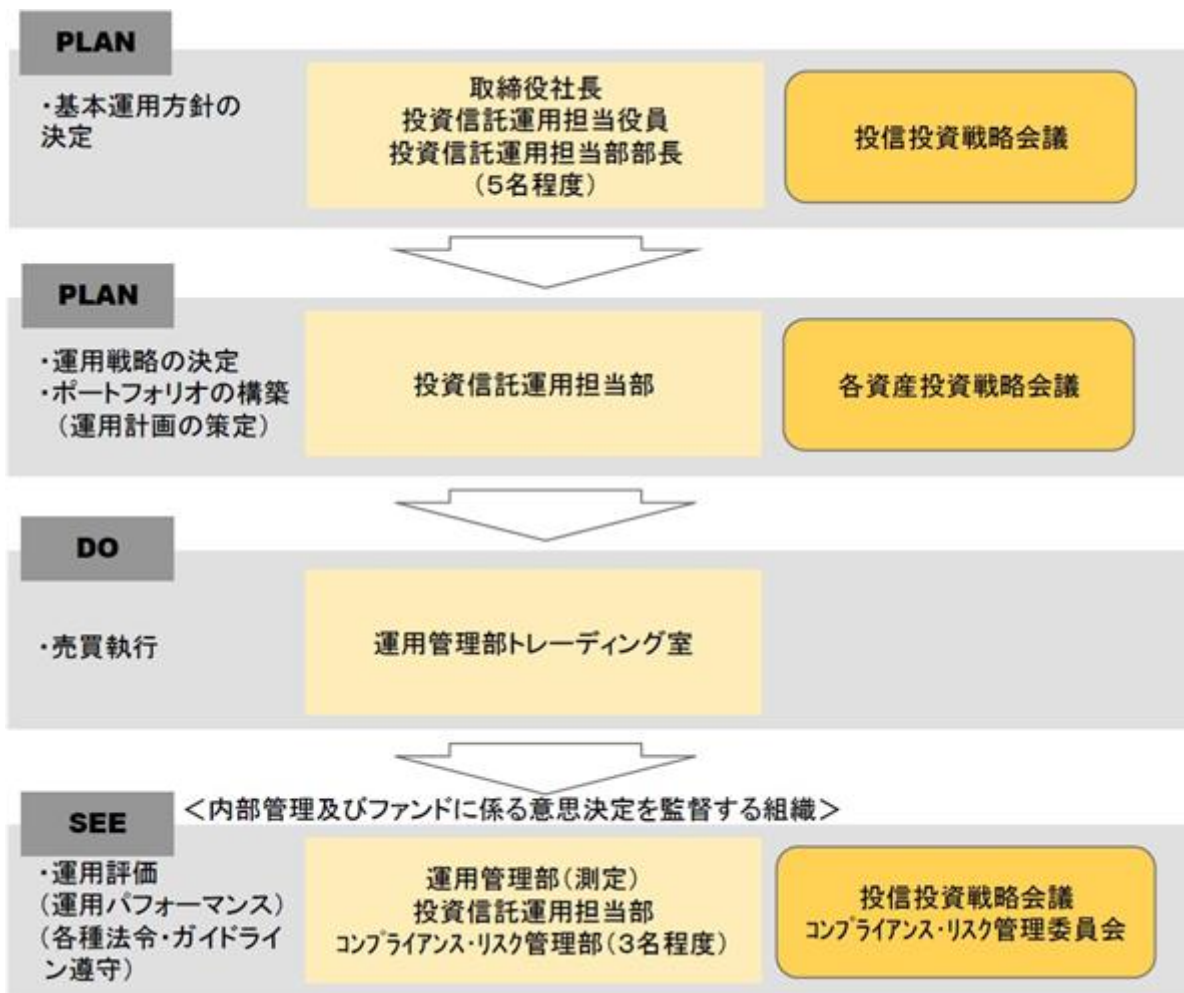 PLAN
・基本運用方針の
決定
取締役社長
投資信託運用担当役員
投資信託運用担当部部長
（5名程度）
投信投資戦略会議
PLAN
・運用戦略の決定
・ポートフォリオの構築
（運用計画の策定）
投資信託運用担当部
各資産投資戦略会議
DO
・売買執行
運用管理部トレーディング室
SEE
＜内部管理及びファンドに係る意思決定を監督する組織＞
・運用評価
(運用パフォーマンス)
(各種法令・ガイドライ
ン遵守)
運用管理部（測定）
投資信託運用担当部
ｺﾝﾌﾟﾗｲｱﾝｽ・ﾘｽｸ管理部（3名程度）
投信投資戦略会議
ｺﾝﾌﾟﾗｲｱﾝｽ・ﾘｽｸ管理委員会